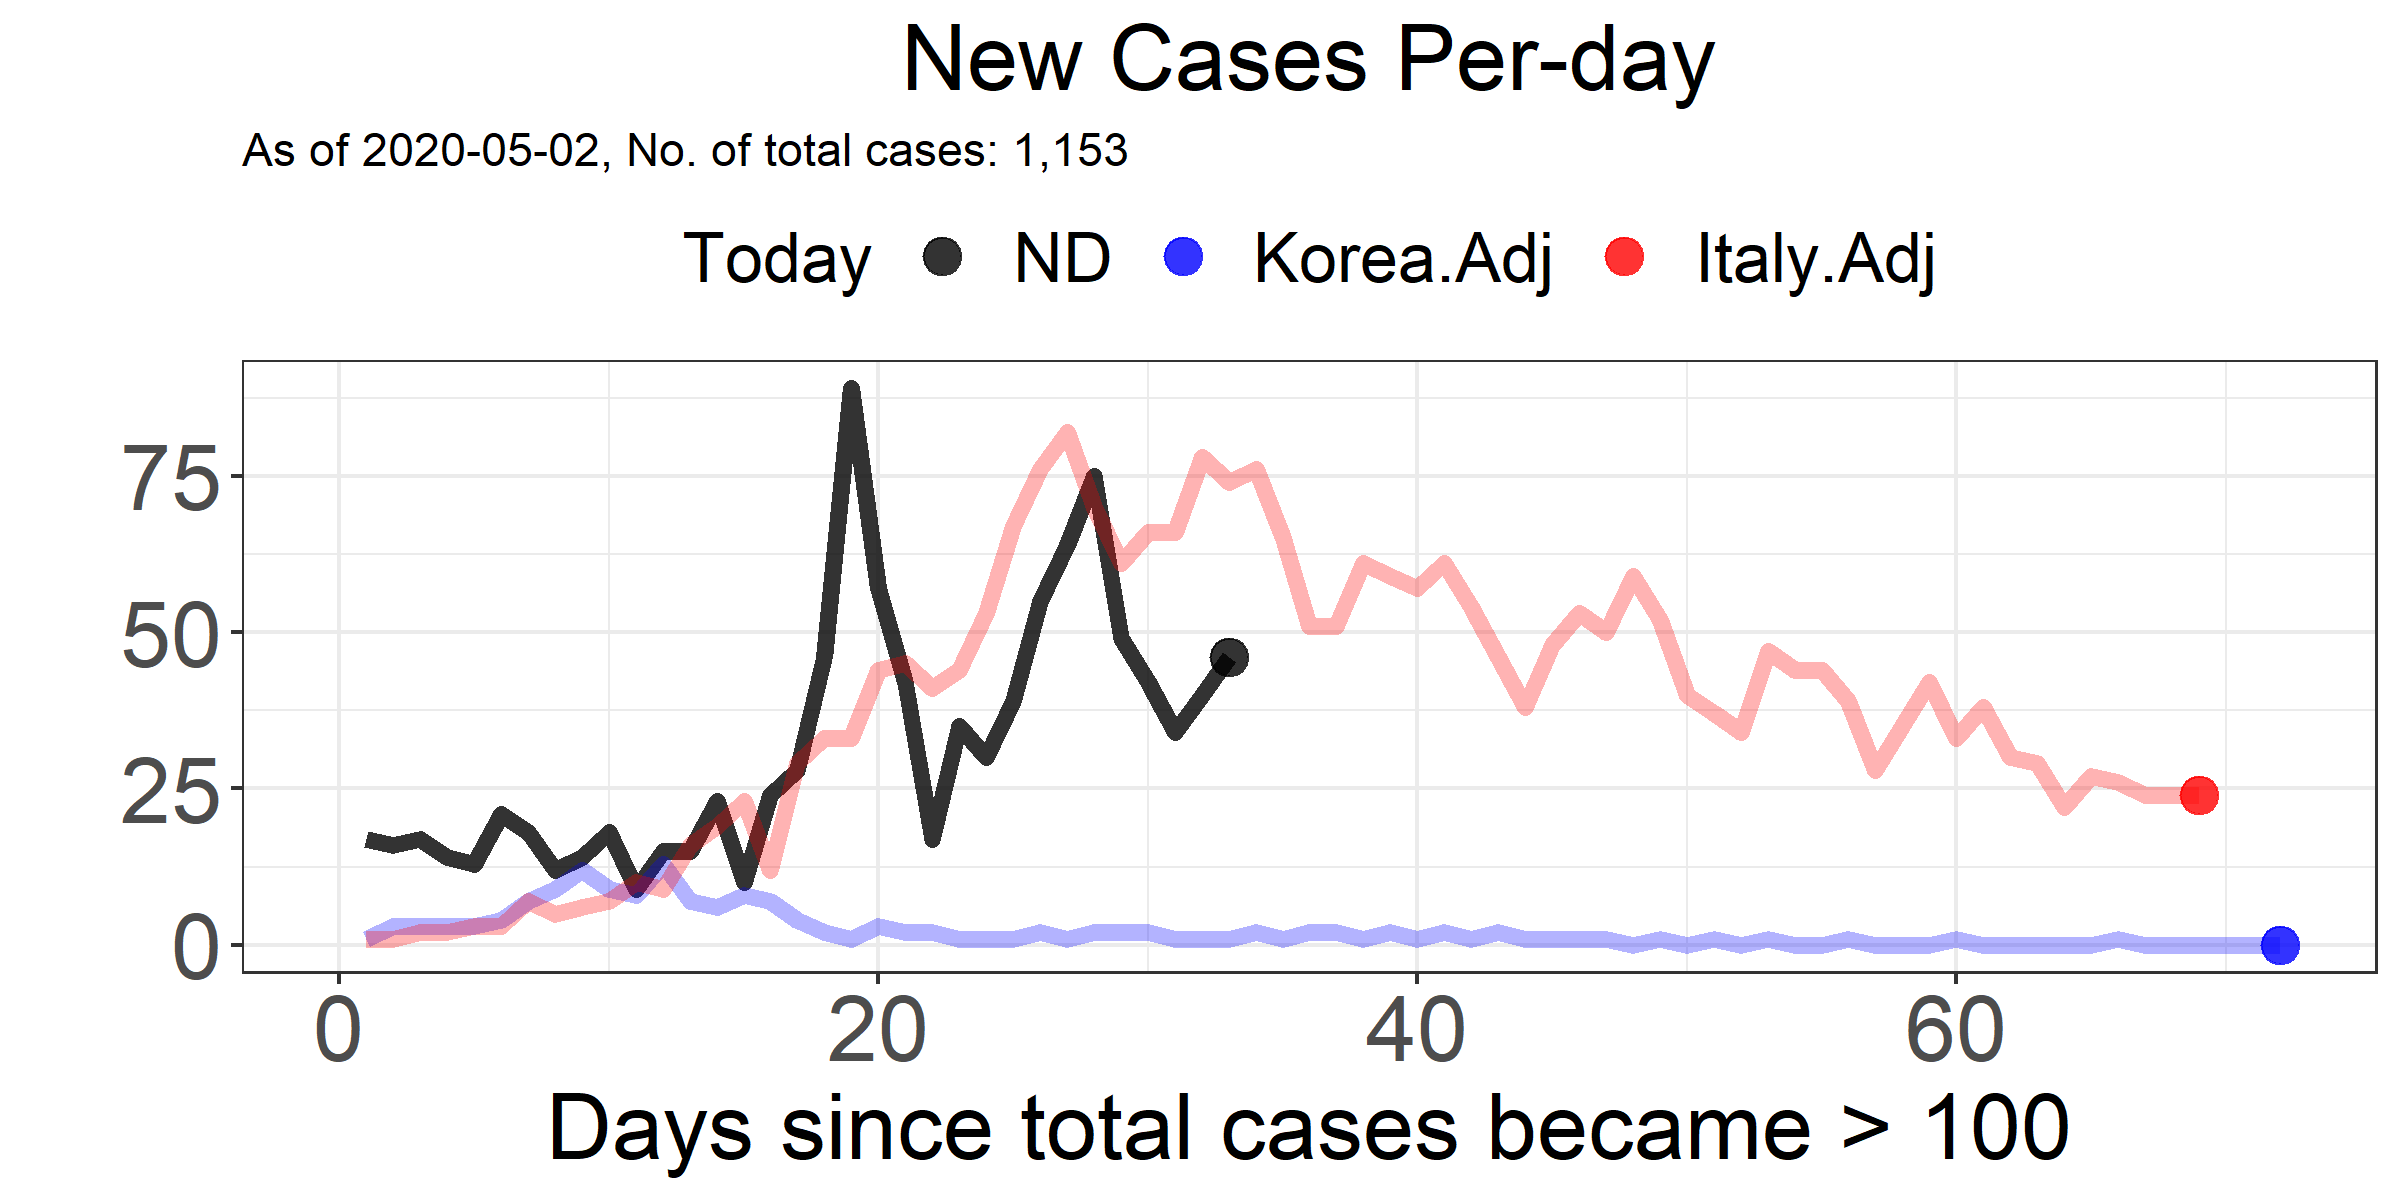 New Cases Per-day
As of 2020-05-02, No. of total cases: 1,153
Today ND Korea.Adj Italy.Adj
75
50
25
0
0 20 40 60
Days since total cases became > 100